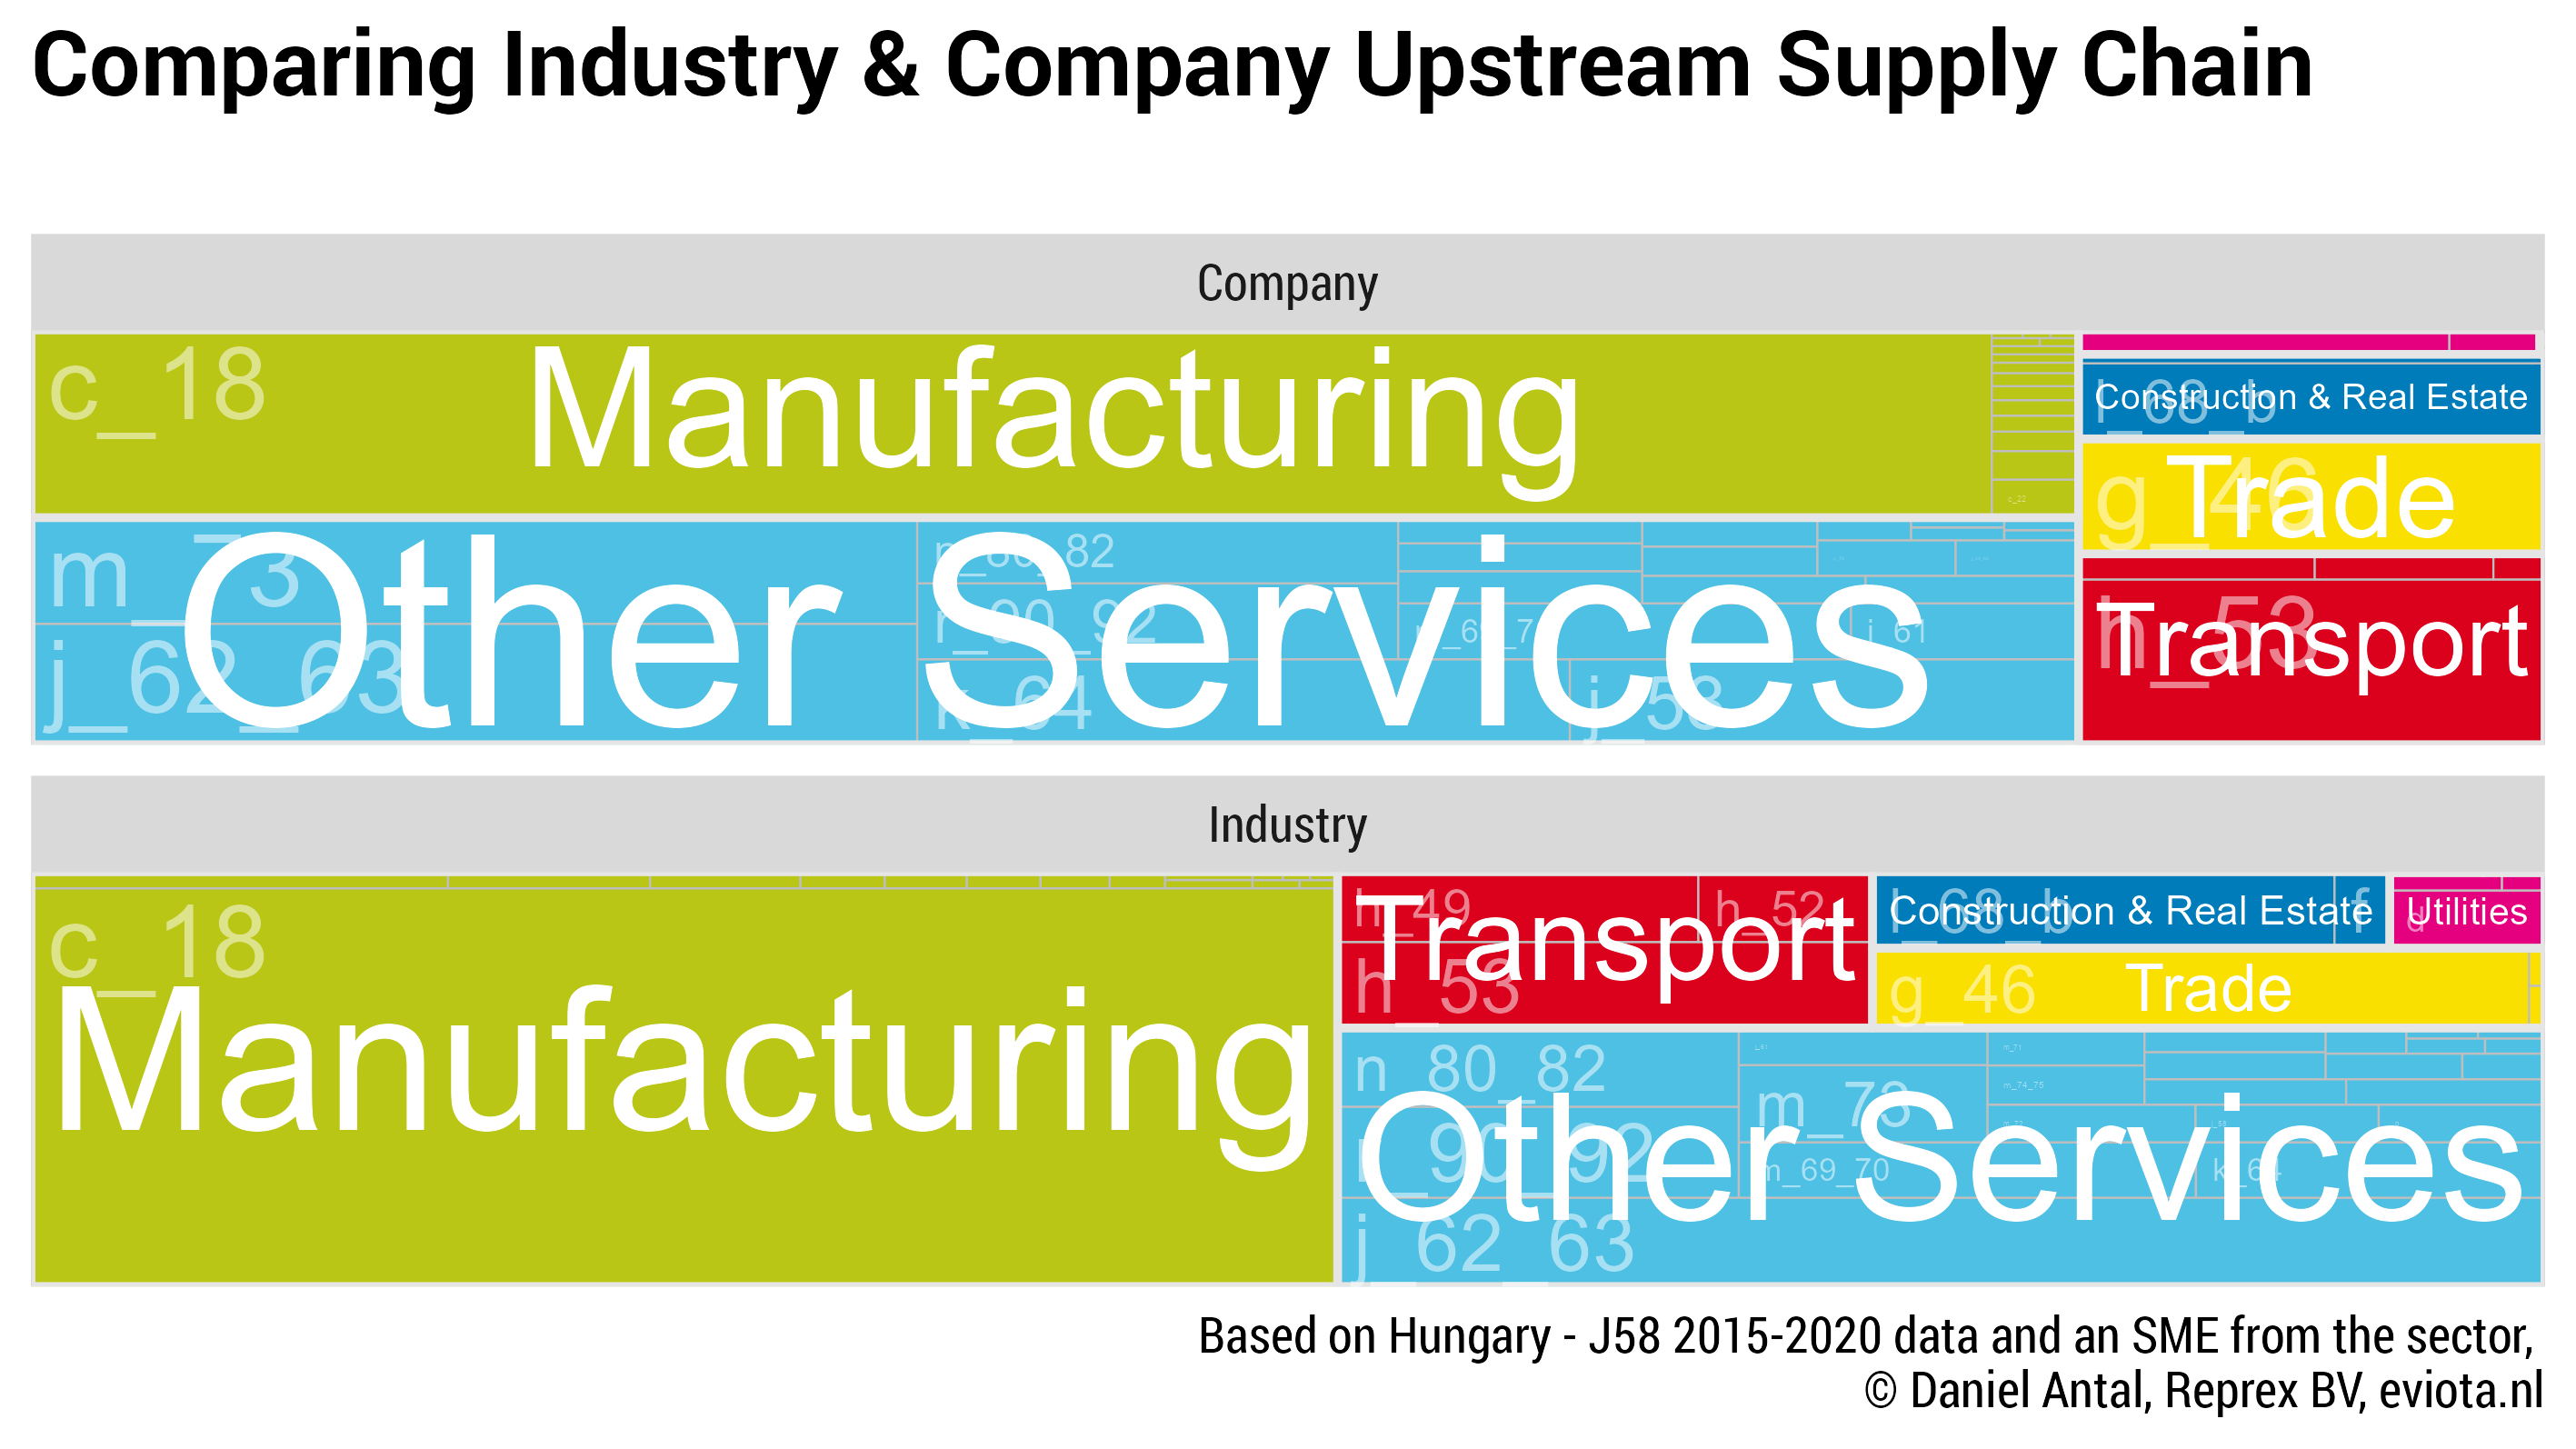 Comparing Industry & Company Upstream Supply Chain
Company
c_18
Manufacturing
c_22
Construction & Real Estate
l_68_b
Trade
g_46
Transport
h_53
Other Services
m_73
j_62_63
n_80_82
r_90_92
k_64
j_61
j_58
Industry
c_18
Manufacturing
Transport
h_49
h_52
h_53
Construction & Real Estate
l_68_b
f
Utilities
d
Trade
g_46
Other Services
n_80_82
r_90_92
j_62_63
m_73
m_69_70
m_71
m_74_75
k_64
Based on Hungary - J58 2015-2020 data and an SME from the sector,
© Daniel Antal, Reprex BV, eviota.nl